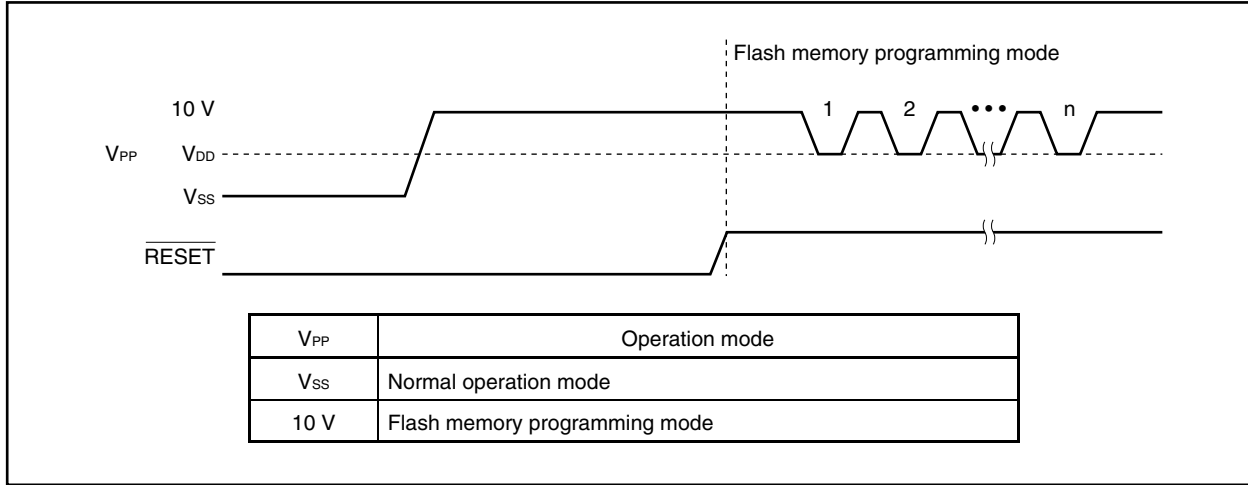 Flash memory programming mode
10 V
1
2
•••
n
VPP
VDD
VSS
RESET
VPP Operation mode
VSS Normal operation mode
10 V Flash memory programming mode